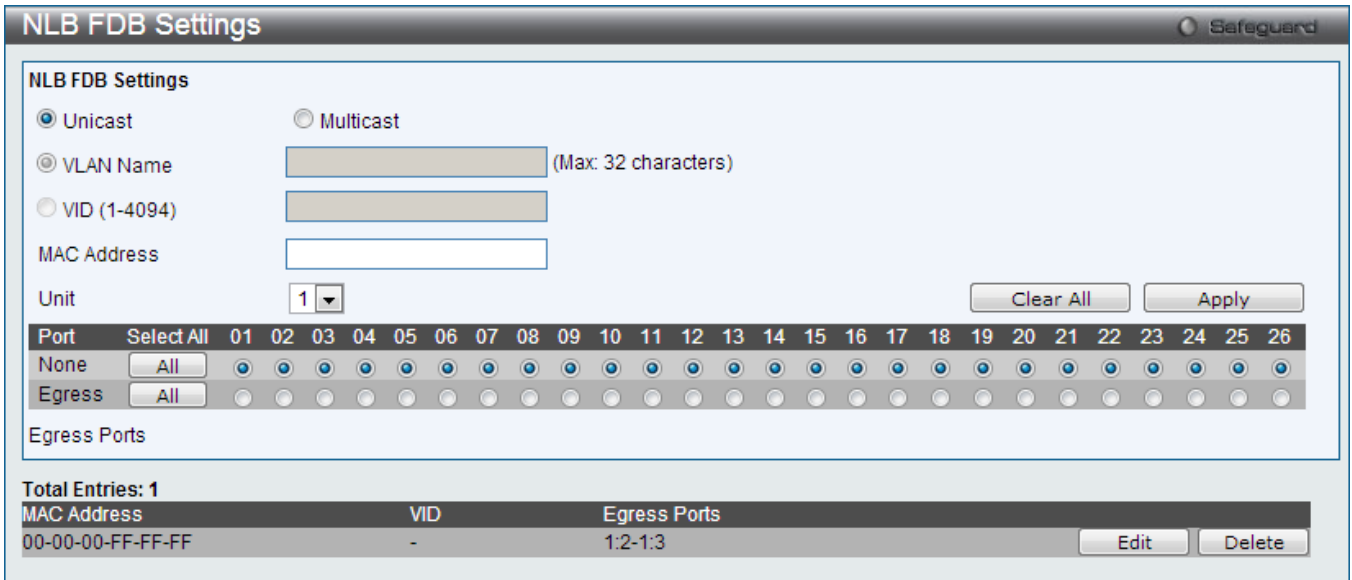 NLB FDB Settings Safeguard
NLB FDB Settings
Unicast Multicast
VLAN Name (Max: 32 characters)
VID (1-4094)
MAC Address
Unit 1 Clear All Apply
Port Select All 01 02 03 04 05 06 07 08 09 10 11 12 13 14 15 16 17 18 19 20 21 22 23 24 25 26
None All
Egress All
Egress Ports
Total Entries: 1
MAC Address VID Egress Ports
00-00-00-FF-FF-FF - 1:2-1:3 Edit Delete